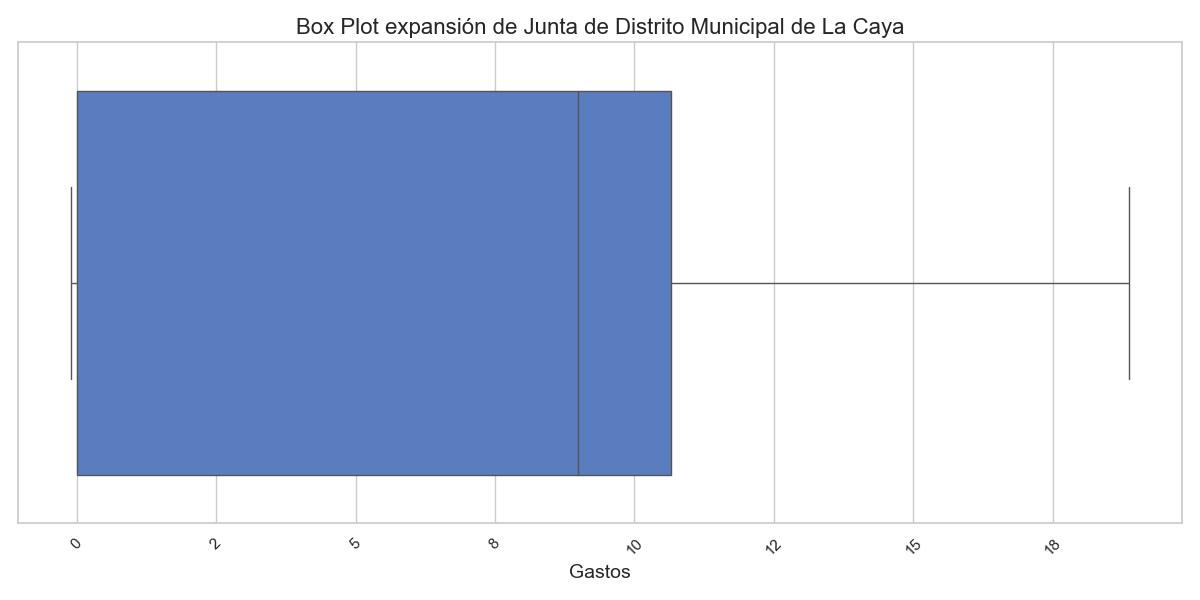 Box Plot expansión de Junta de Distrito Municipal de La Caya
0 2 5 8 10 12 15 18
Gastos